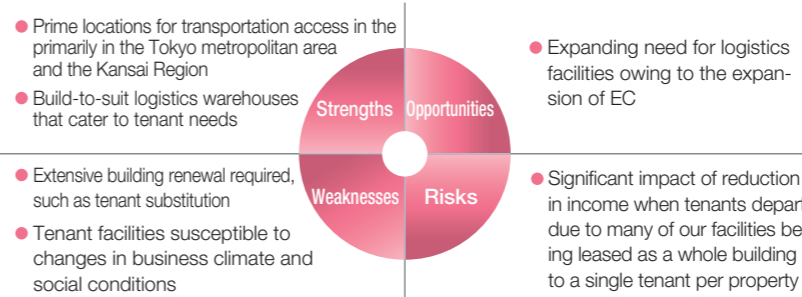 ● Prime locations for transportation access in the
primarily in the Tokyo metropolitan area
and the Kansai Region
● Build-to-suit logistics warehouses
that cater to tenant needs
Strengths
Opportunities
● Expanding need for logistics
facilities owing to the expan-
sion of EC
● Extensive building renewal required,
such as tenant substitution
● Tenant facilities susceptible to
changes in business climate and
social conditions
Weaknesses
Risks
● Significant impact of reduction
in income when tenants depart
due to many of our facilities be-
ing leased as a whole building
to a single tenant per property